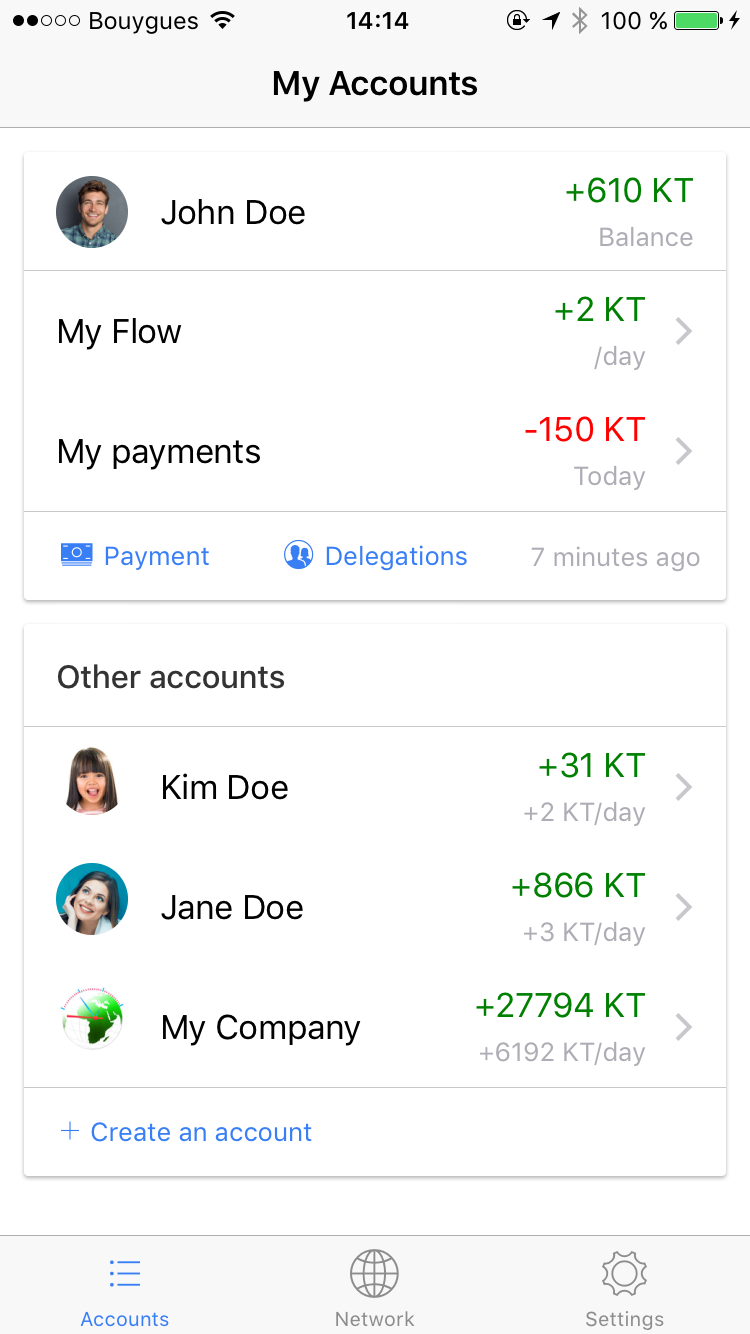 Bouygues 14:14 100 %
My Accounts
John Doe +610 KT
Balance
My Flow +2 KT
/day
My payments -150 KT
Today
Payment Delegations 7 minutes ago
Other accounts
Kim Doe +31 KT
+2 KT/day
Jane Doe +866 KT
+3 KT/day
My Company +27794 KT
+6192 KT/day
+ Create an account
Accounts Network Settings